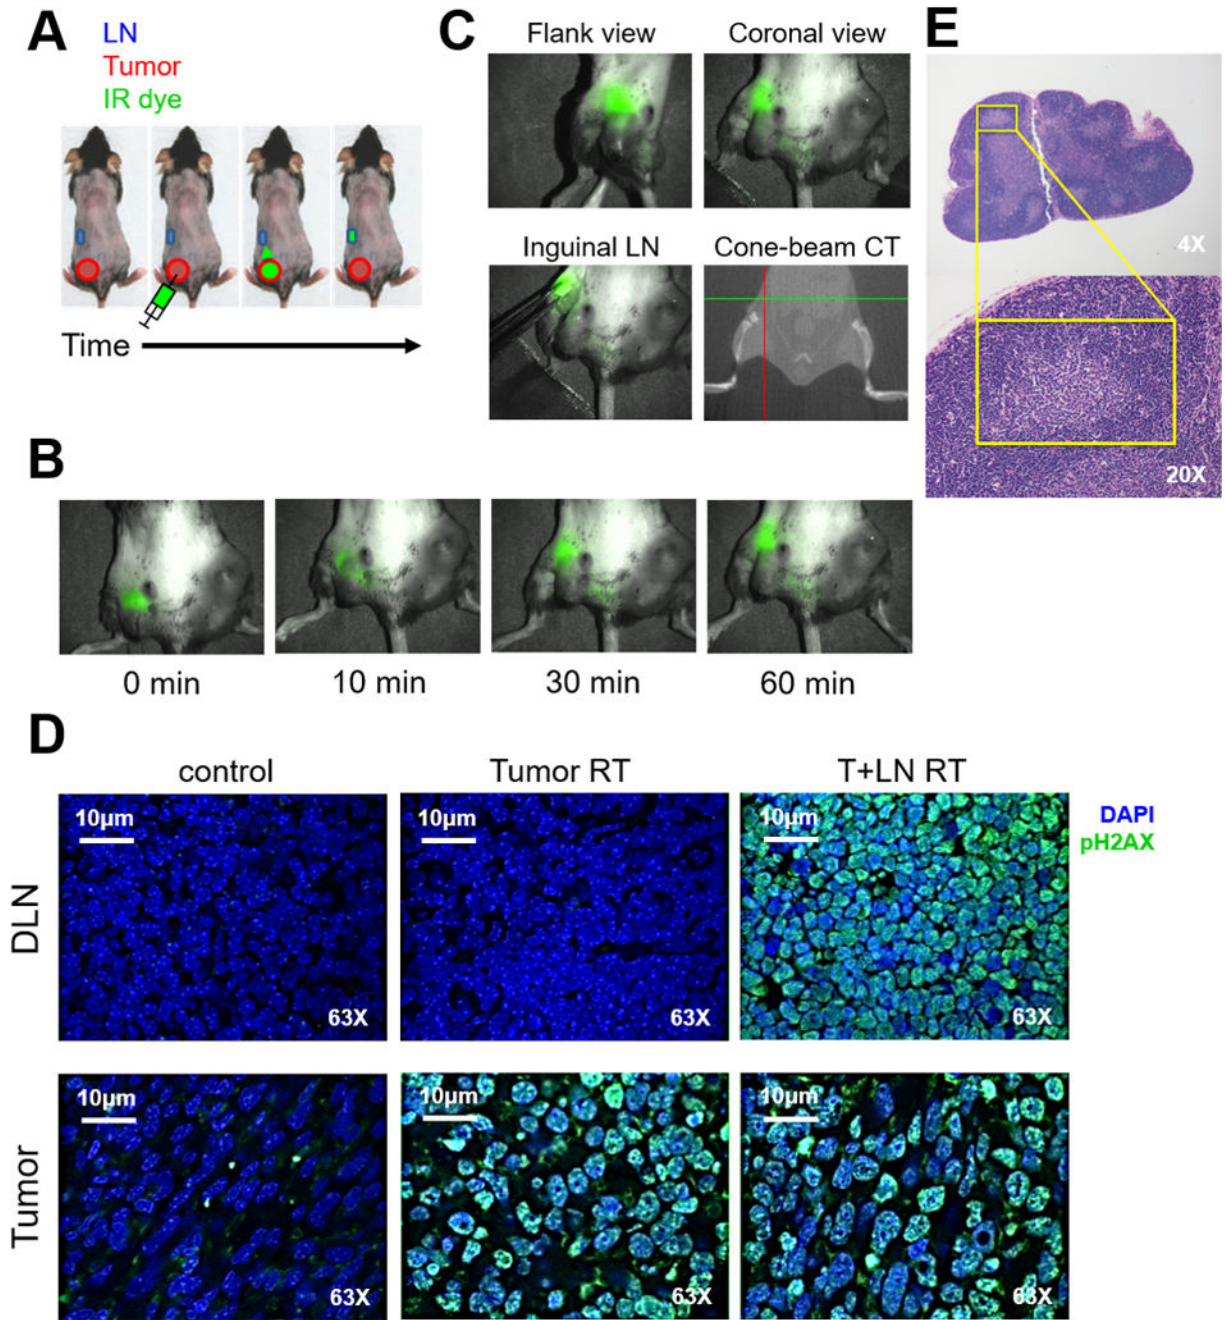 A
LN
Tumor
IR dye
Time
B
0 min
10 min
30 min
60 min
C
Flank view
Coronal view
Inguinal LN
Cone-beam CT
D
control
Tumor RT
T+LN RT
DAPI
pH2AX
DLN
10µm
63X
10µm
63X
10µm
63X
Tumor
10µm
63X
10µm
63X
10µm
63X
E
4X
20X